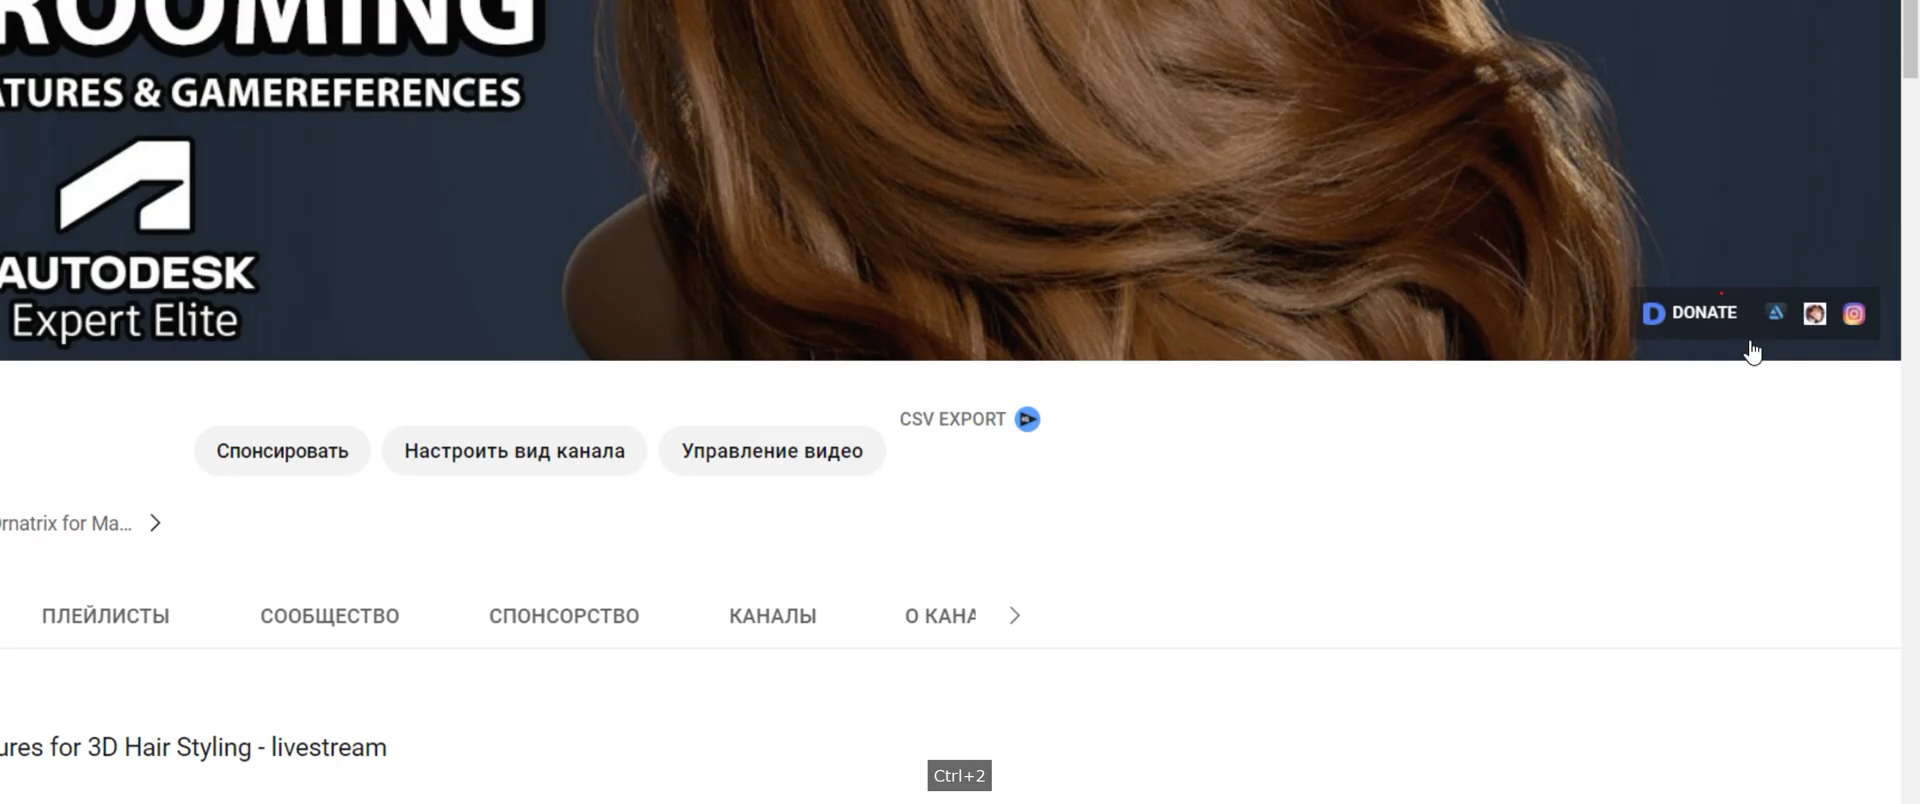 ROOMING
ATURES & GAMEREFERENCES
AUTODESK
Expert Elite
DONATE
CSV EXPORT
Спонсировать
Настроить вид канала
Управление видео
rnatrix for Ma...
ПЛЕЙЛИСТЫ
СООБЩЕСТВО
СПОНСОРСТВО
КАНАЛЫ
О КАНА
ures for 3D Hair Styling - livestream
Ctrl+2